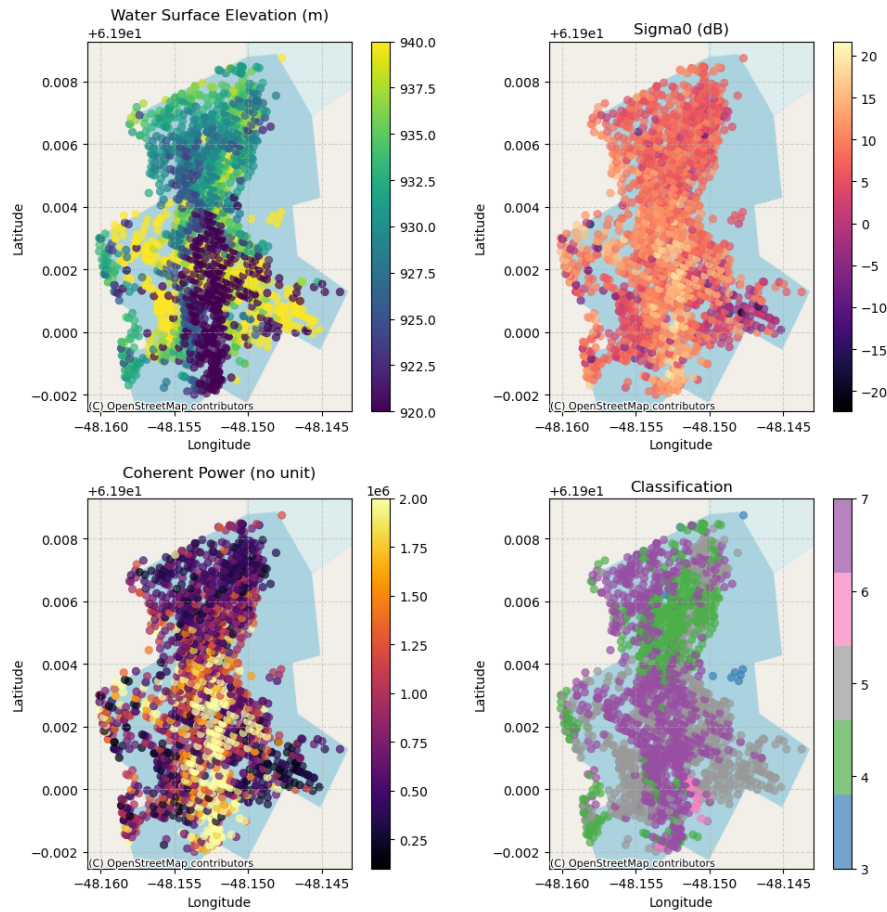 Water Surface Elevation (m)
+6.19e1
0.008
0.006
0.004
0.002
0.000
−0.002
Latitude
(C) OpenStreetMap contributors
−48.160 −48.155 −48.150 −48.145
Longitude
940.0
937.5
935.0
932.5
930.0
927.5
925.0
922.5
920.0
Sigma0 (dB)
+6.19e1
0.008
0.006
0.004
0.002
0.000
−0.002
Latitude
(C) OpenStreetMap contributors
−48.160 −48.155 −48.150 −48.145
Longitude
20
15
10
5
0
−5
−10
−15
−20
Coherent Power (no unit)
+6.19e1
0.008
0.006
0.004
0.002
0.000
−0.002
Latitude
(C) OpenStreetMap contributors
−48.160 −48.155 −48.150 −48.145
Longitude
1e6
2.00
1.75
1.50
1.25
1.00
0.75
0.50
0.25
Classification
+6.19e1
0.008
0.006
0.004
0.002
0.000
−0.002
Latitude
(C) OpenStreetMap contributors
−48.160 −48.155 −48.150 −48.145
Longitude
7
6
5
4
3